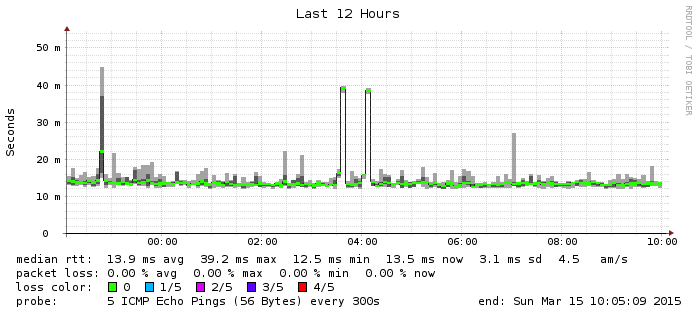 Last 12 Hours
RRDTOOL / TOBI OETIKER
Seconds
50 m
40 m
30 m
20 m
10 m
0
00:00 02:00 04:00 06:00 08:00 10:00
median rtt: 13.9 ms avg 39.2 ms max 12.5 ms min 13.5 ms now 3.1 ms sd 4.5 am/s
packet loss: 0.00 % avg 0.00 % max 0.00 % min 0.00 % now
loss color: 0 1/5 2/5 3/5 4/5
probe: 5 ICMP Echo Pings (56 Bytes) every 300s end: Sun Mar 15 10:05:09 2015